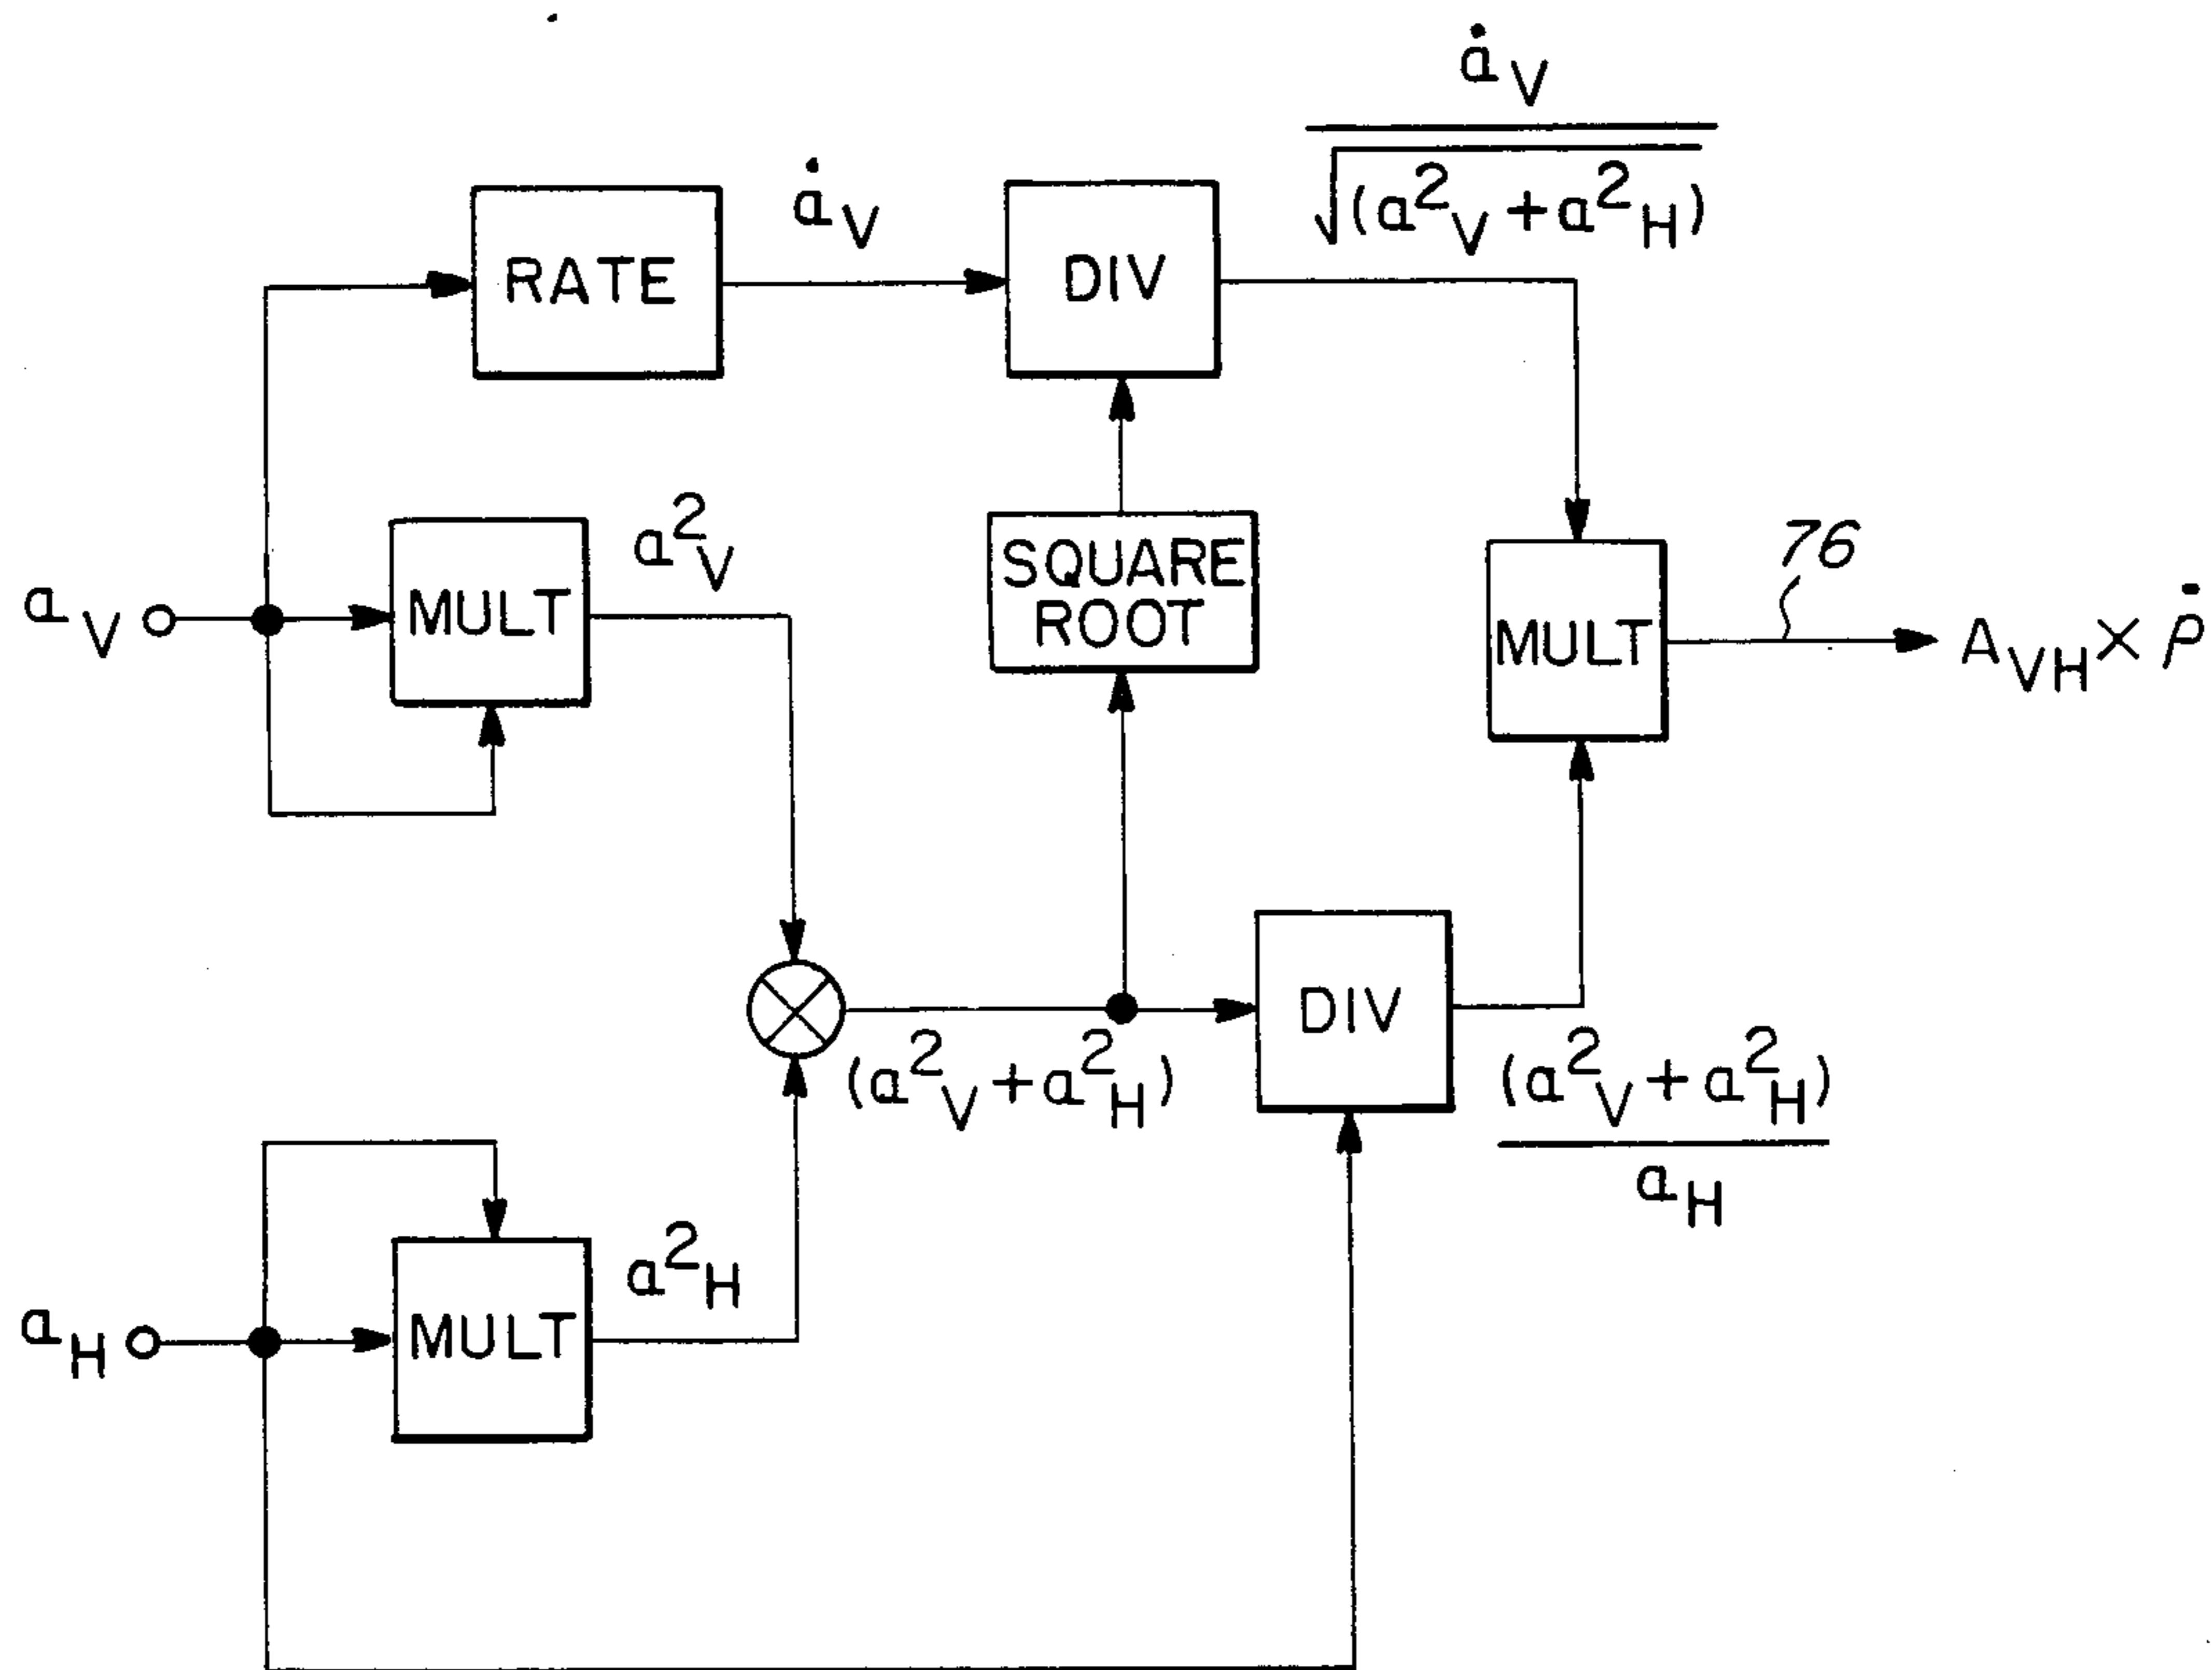 ȧV
√(a²V + a²H)
ȧV
RATE
DIV
a²V
SQUARE
ROOT
76
aV
MULT
MULT
AVH × ρ̇
DIV
(a²V + a²H)
(a²V + a²H)
aH
a²H
aH
MULT